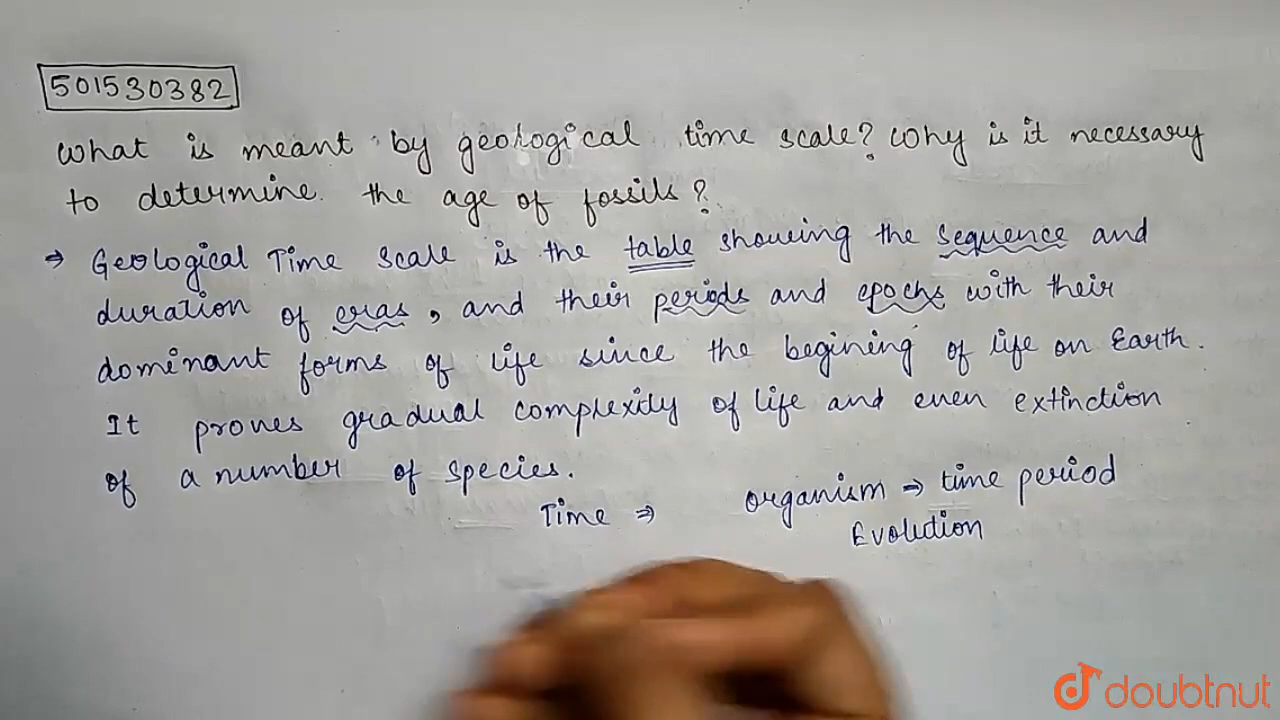 501530382
What is meant by geological time scale? Why is it necessary
to determine the age of fossils?
⇒ Geological Time scale is the table showing the sequence and
duration of eras, and their periods and epochs with their
dominant forms of life since the begining of life on Earth.
It proves gradual complexity of life and even extinction
of a number of species.
Time ⇒ organism ⇒ time period
Evolution
doubtnut